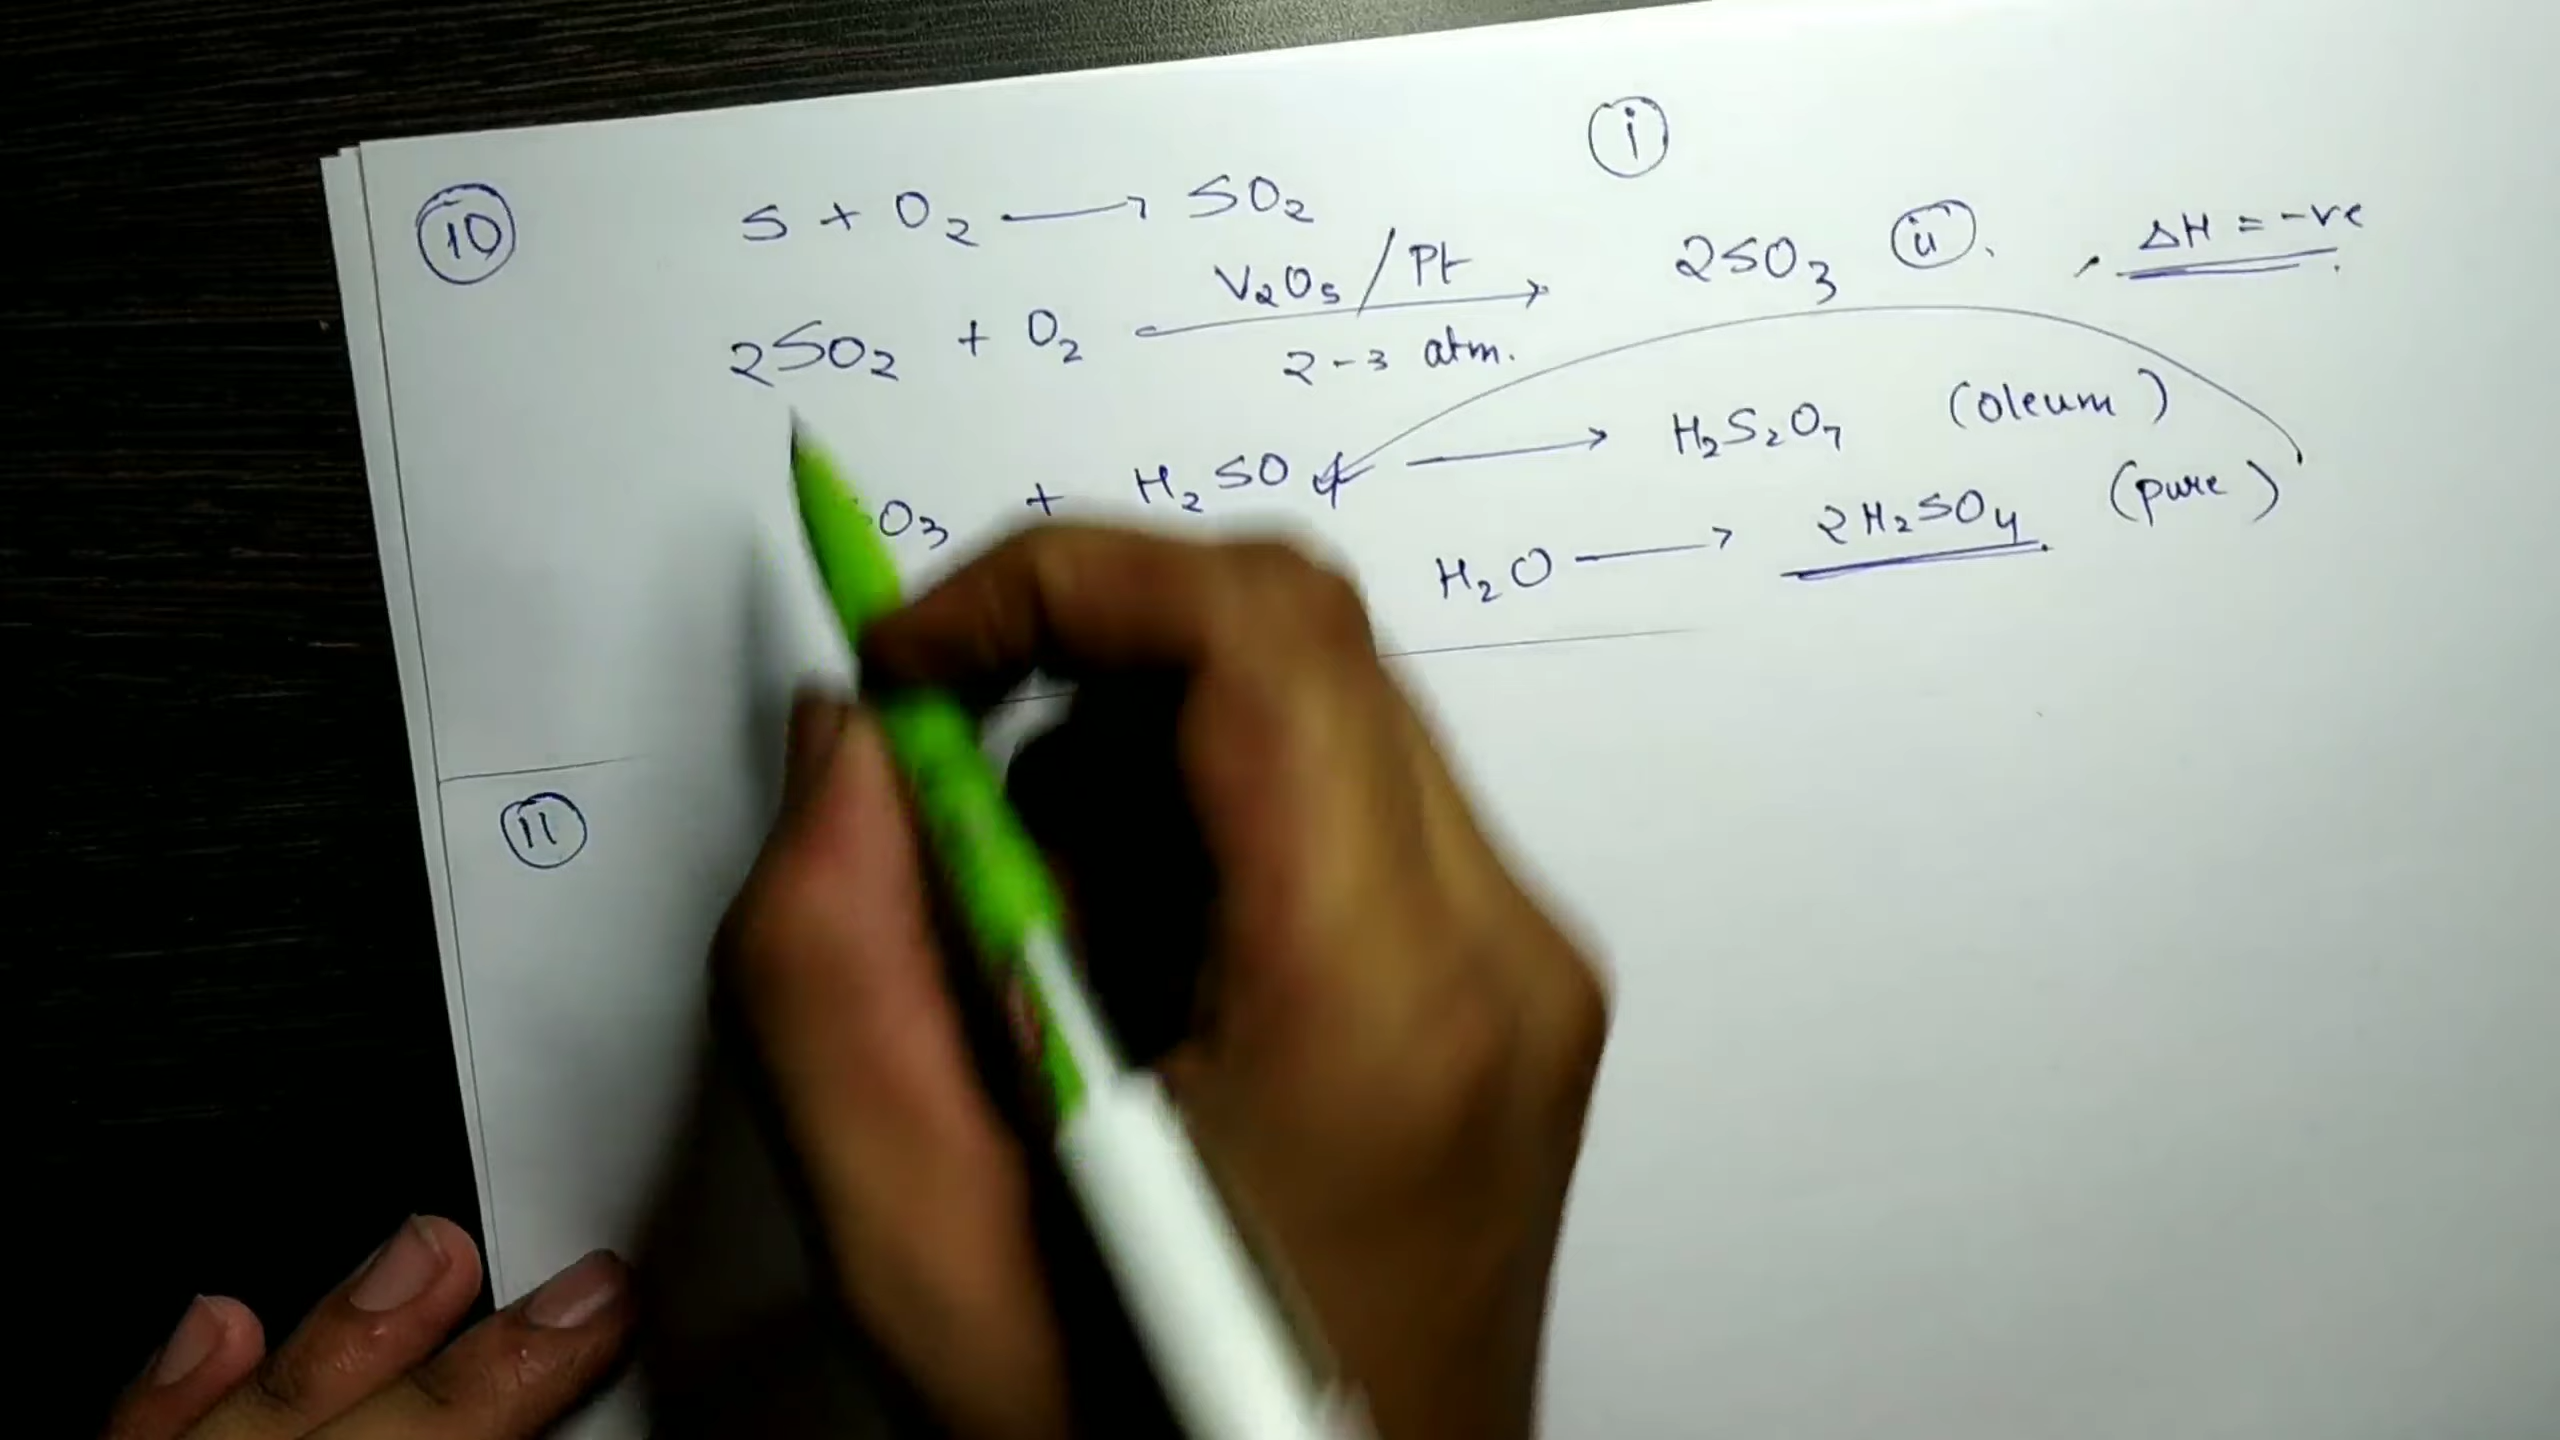 i
10 S + O₂ ⟶ SO₂
2SO₂ + O₂ V₂O₅ / Pt ⟶ 2-3 atm. 2SO₃ ii. , ΔH = -ve.
SO₃ + H₂SO₄ ⟶ H₂S₂O₇ (Oleum)
H₂O ⟶ 2H₂SO₄. (pure)
11